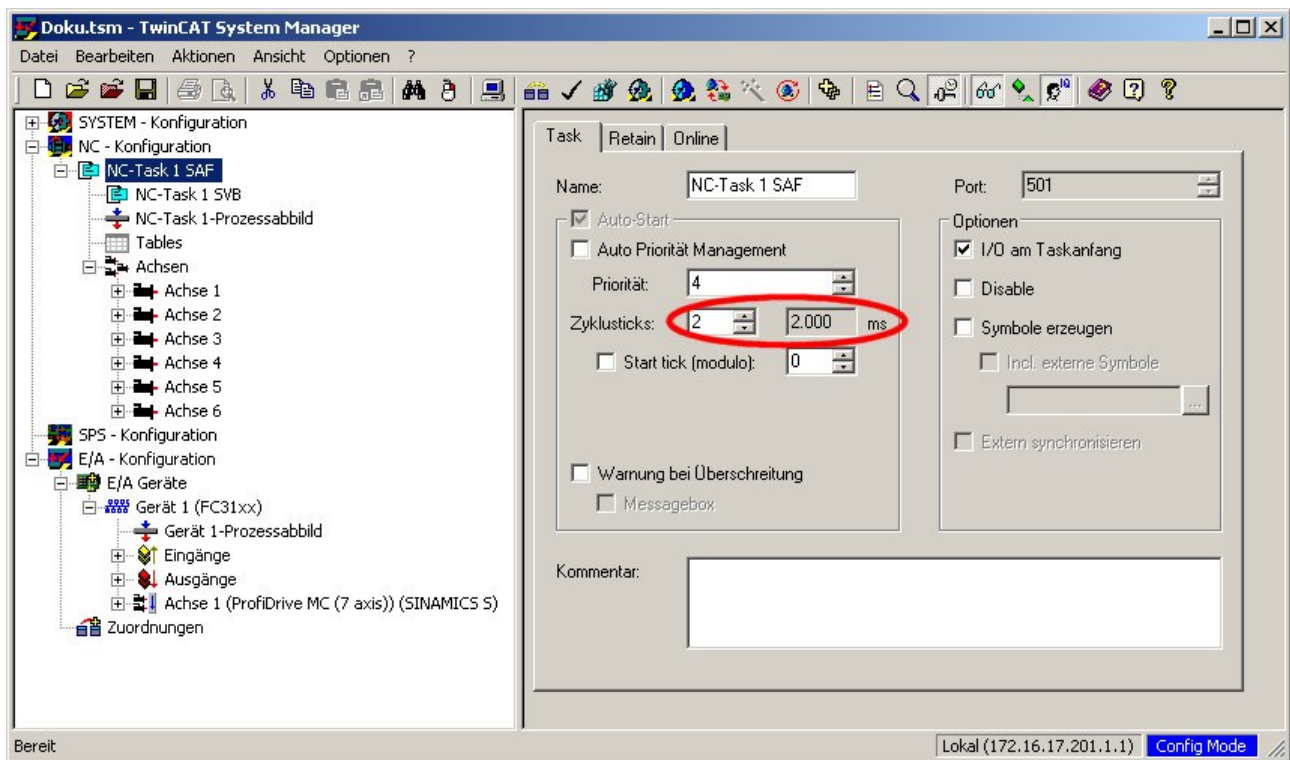 Doku.tsm - TwinCAT System Manager
Datei Bearbeiten Aktionen Ansicht Optionen ?
SYSTEM - Konfiguration
NC - Konfiguration
NC-Task 1 SAF
NC-Task 1 SVB
NC-Task 1-Prozessabbild
Tables
Achsen
Achse 1
Achse 2
Achse 3
Achse 4
Achse 5
Achse 6
SPS - Konfiguration
E/A - Konfiguration
E/A Geräte
Gerät 1 (FC31xx)
Gerät 1-Prozessabbild
Eingänge
Ausgänge
Achse 1 (ProfiDrive MC (7 axis)) (SINAMICS S)
Zuordnungen
Task Retain Online
Name: NC-Task 1 SAF
Auto-Start
Auto Priorität Management
Priorität: 4
Zyklusticks: 2 2.000 ms
Start tick (modulo): 0
Warnung bei Überschreitung
Messagebox
Port: 501
Optionen
I/O am Taskanfang
Disable
Symbole erzeugen
Incl. externe Symbole
...
Extern synchronisieren
Kommentar:
Bereit
Lokal (172.16.17.201.1.1) Config Mode